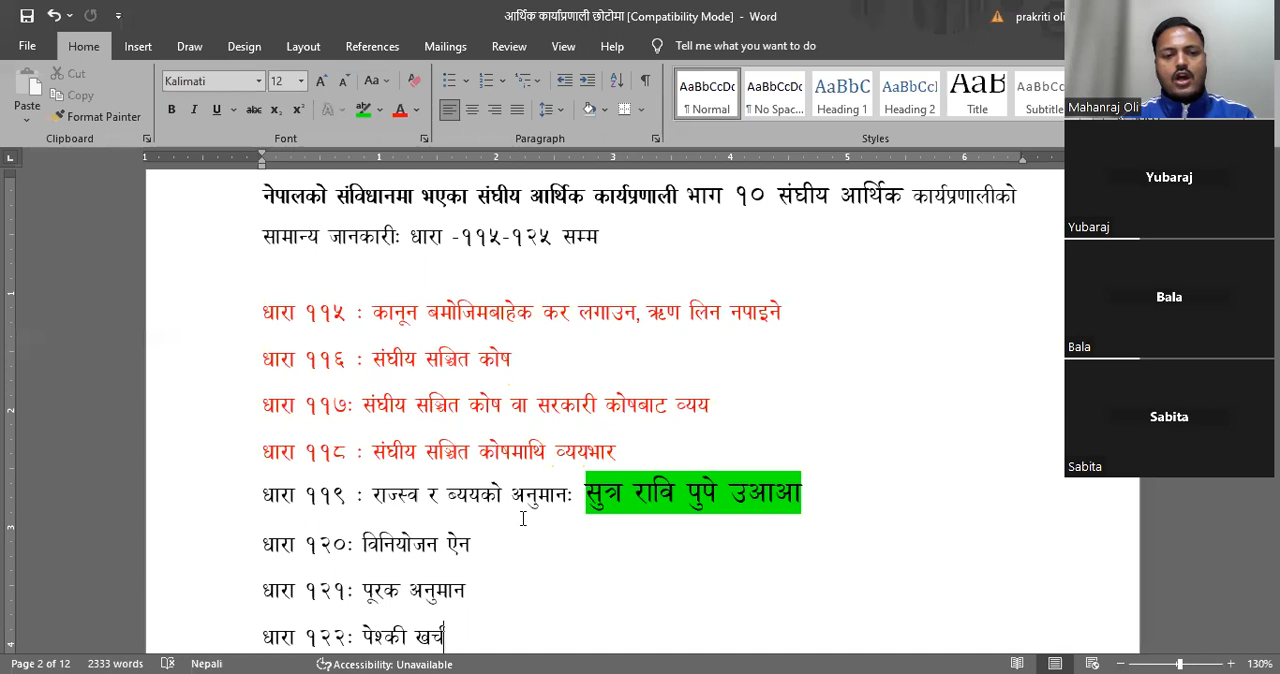 आर्थिक कार्यप्रणाली छोटोमा [Compatibility Mode] - Word
prakriti oli
File Home Insert Draw Design Layout References Mailings Review View Help Tell me what you want to do
Paste
Cut
Copy
Format Painter
Clipboard
Kalimati 12
Font
Paragraph
AaBbCcDc AaBbCcDc AaBbC AaBbCc AaB AaBbCcD
¶ Normal ¶ No Spac... Heading 1 Heading 2 Title Subtitle
Styles
नेपालको संविधानमा भएका संघीय आर्थिक कार्यप्रणाली भाग १० संघीय आर्थिक कार्यप्रणालीको
सामान्य जानकारीः धारा -११५-१२५ सम्म
धारा ११५ : कानून बमोजिमबाहेक कर लगाउन, ऋण लिन नपाइने
धारा ११६ : संघीय सञ्चित कोष
धारा ११७ः संघीय सञ्चित कोष वा सरकारी कोषबाट व्यय
धारा ११८ : संघीय सञ्चित कोषमाथि व्ययभार
धारा ११९ : राजस्व र ब्ययको अनुमानः सुत्र रावि पुपे उआआ
धारा १२०ः विनियोजन ऐन
धारा १२१ः पूरक अनुमान
धारा १२२ः पेश्की खर्च
Page 2 of 12 2333 words Nepali Accessibility: Unavailable 130%
Mahanraj Oli
Yubaraj
Yubaraj
Bala
Bala
Sabita
Sabita